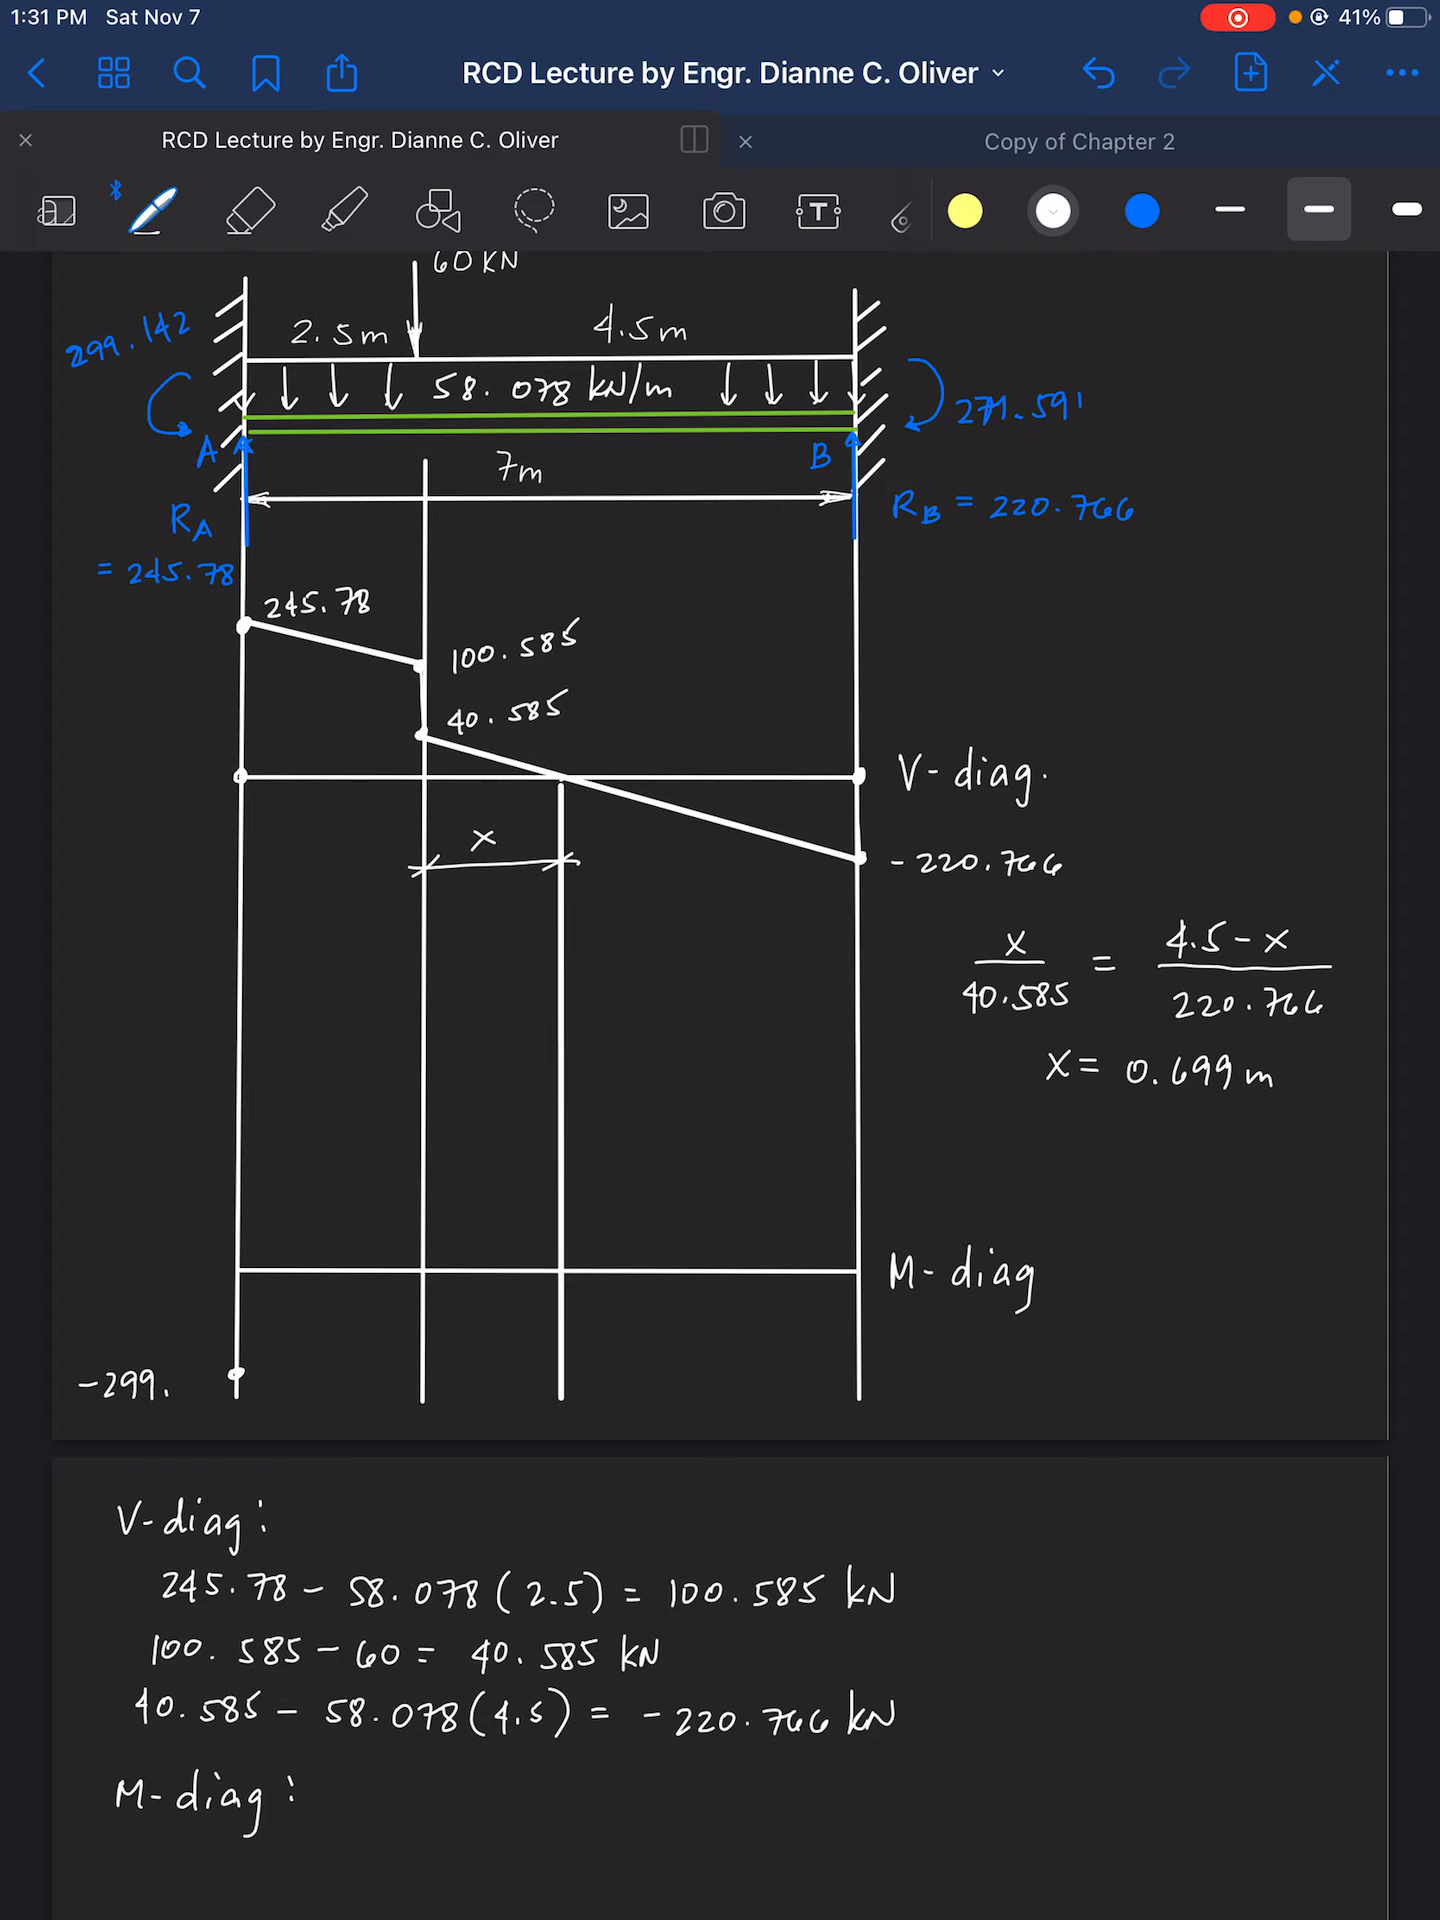 1:31 PM Sat Nov 7
41%
RCD Lecture by Engr. Dianne C. Oliver
RCD Lecture by Engr. Dianne C. Oliver
Copy of Chapter 2
T
60 KN
299.142
2.5m
4.5m
58.078 kN/m
271.591
A
B
7m
RA
= 245.78
RB = 220.766
245.78
100.585
40.585
V-diag.
x
-220.766
x/40.585 = 4.5-x/220.766
x = 0.699 m
M-diag
-299.
V-diag:
245.78 - 58.078(2.5) = 100.585 kN
100.585 - 60 = 40.585 kN
40.585 - 58.078(4.5) = -220.766 kN
M-diag: